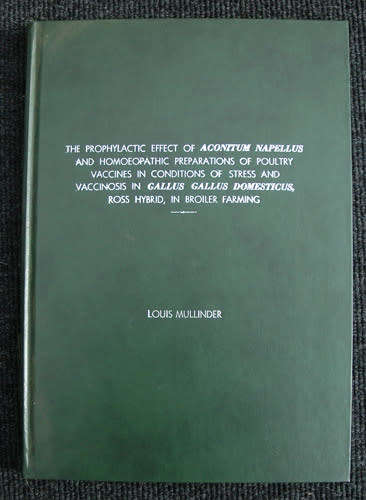 THE PROPHYLACTIC EFFECT OF ACONITUM NAPELLUS
AND HOMOEOPATHIC PREPARATIONS OF POULTRY
VACCINES IN CONDITIONS OF STRESS AND
VACCINOSIS IN GALLUS GALLUS DOMESTICUS,
ROSS HYBRID, IN BROILER FARMING
LOUIS MULLINDER